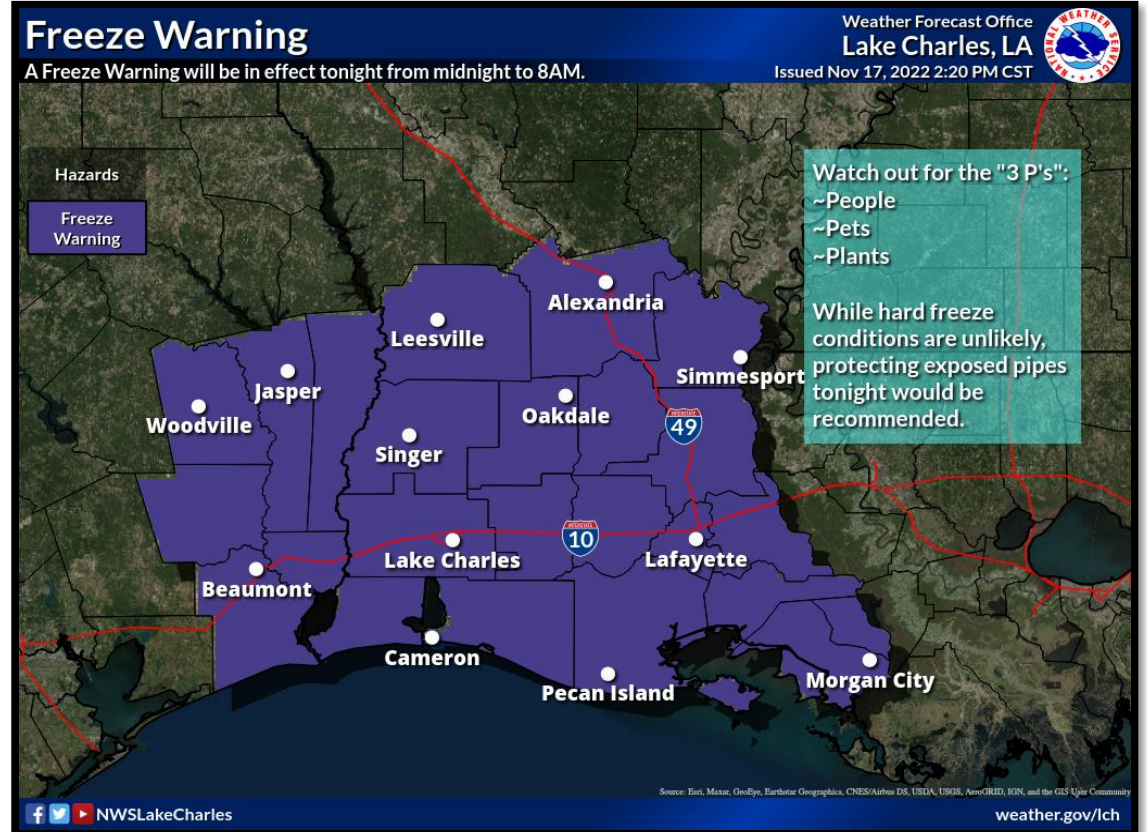 Freeze Warning
A Freeze Warning will be in effect tonight from midnight to 8AM.
Weather Forecast Office
Lake Charles, LA
Issued Nov 17, 2022 2:20 PM CST
NATIONAL WEATHER SERVICE
Hazards
Freeze
Warning
Watch out for the "3 P's":
~People
~Pets
~Plants
While hard freeze
conditions are unlikely,
protecting exposed pipes
tonight would be
recommended.
Alexandria
Leesville
Simmesport
Jasper
Woodville
Oakdale
INTERSTATE
49
Singer
INTERSTATE
10
Lake Charles
Lafayette
Beaumont
Cameron
Pecan Island
Morgan City
Source: Esri, Maxar, GeoEye, Earthstar Geographics, CNES/Airbus DS, USDA, USGS, AeroGRID, IGN, and the GIS User Community
NWSLakeCharles
weather.gov/lch